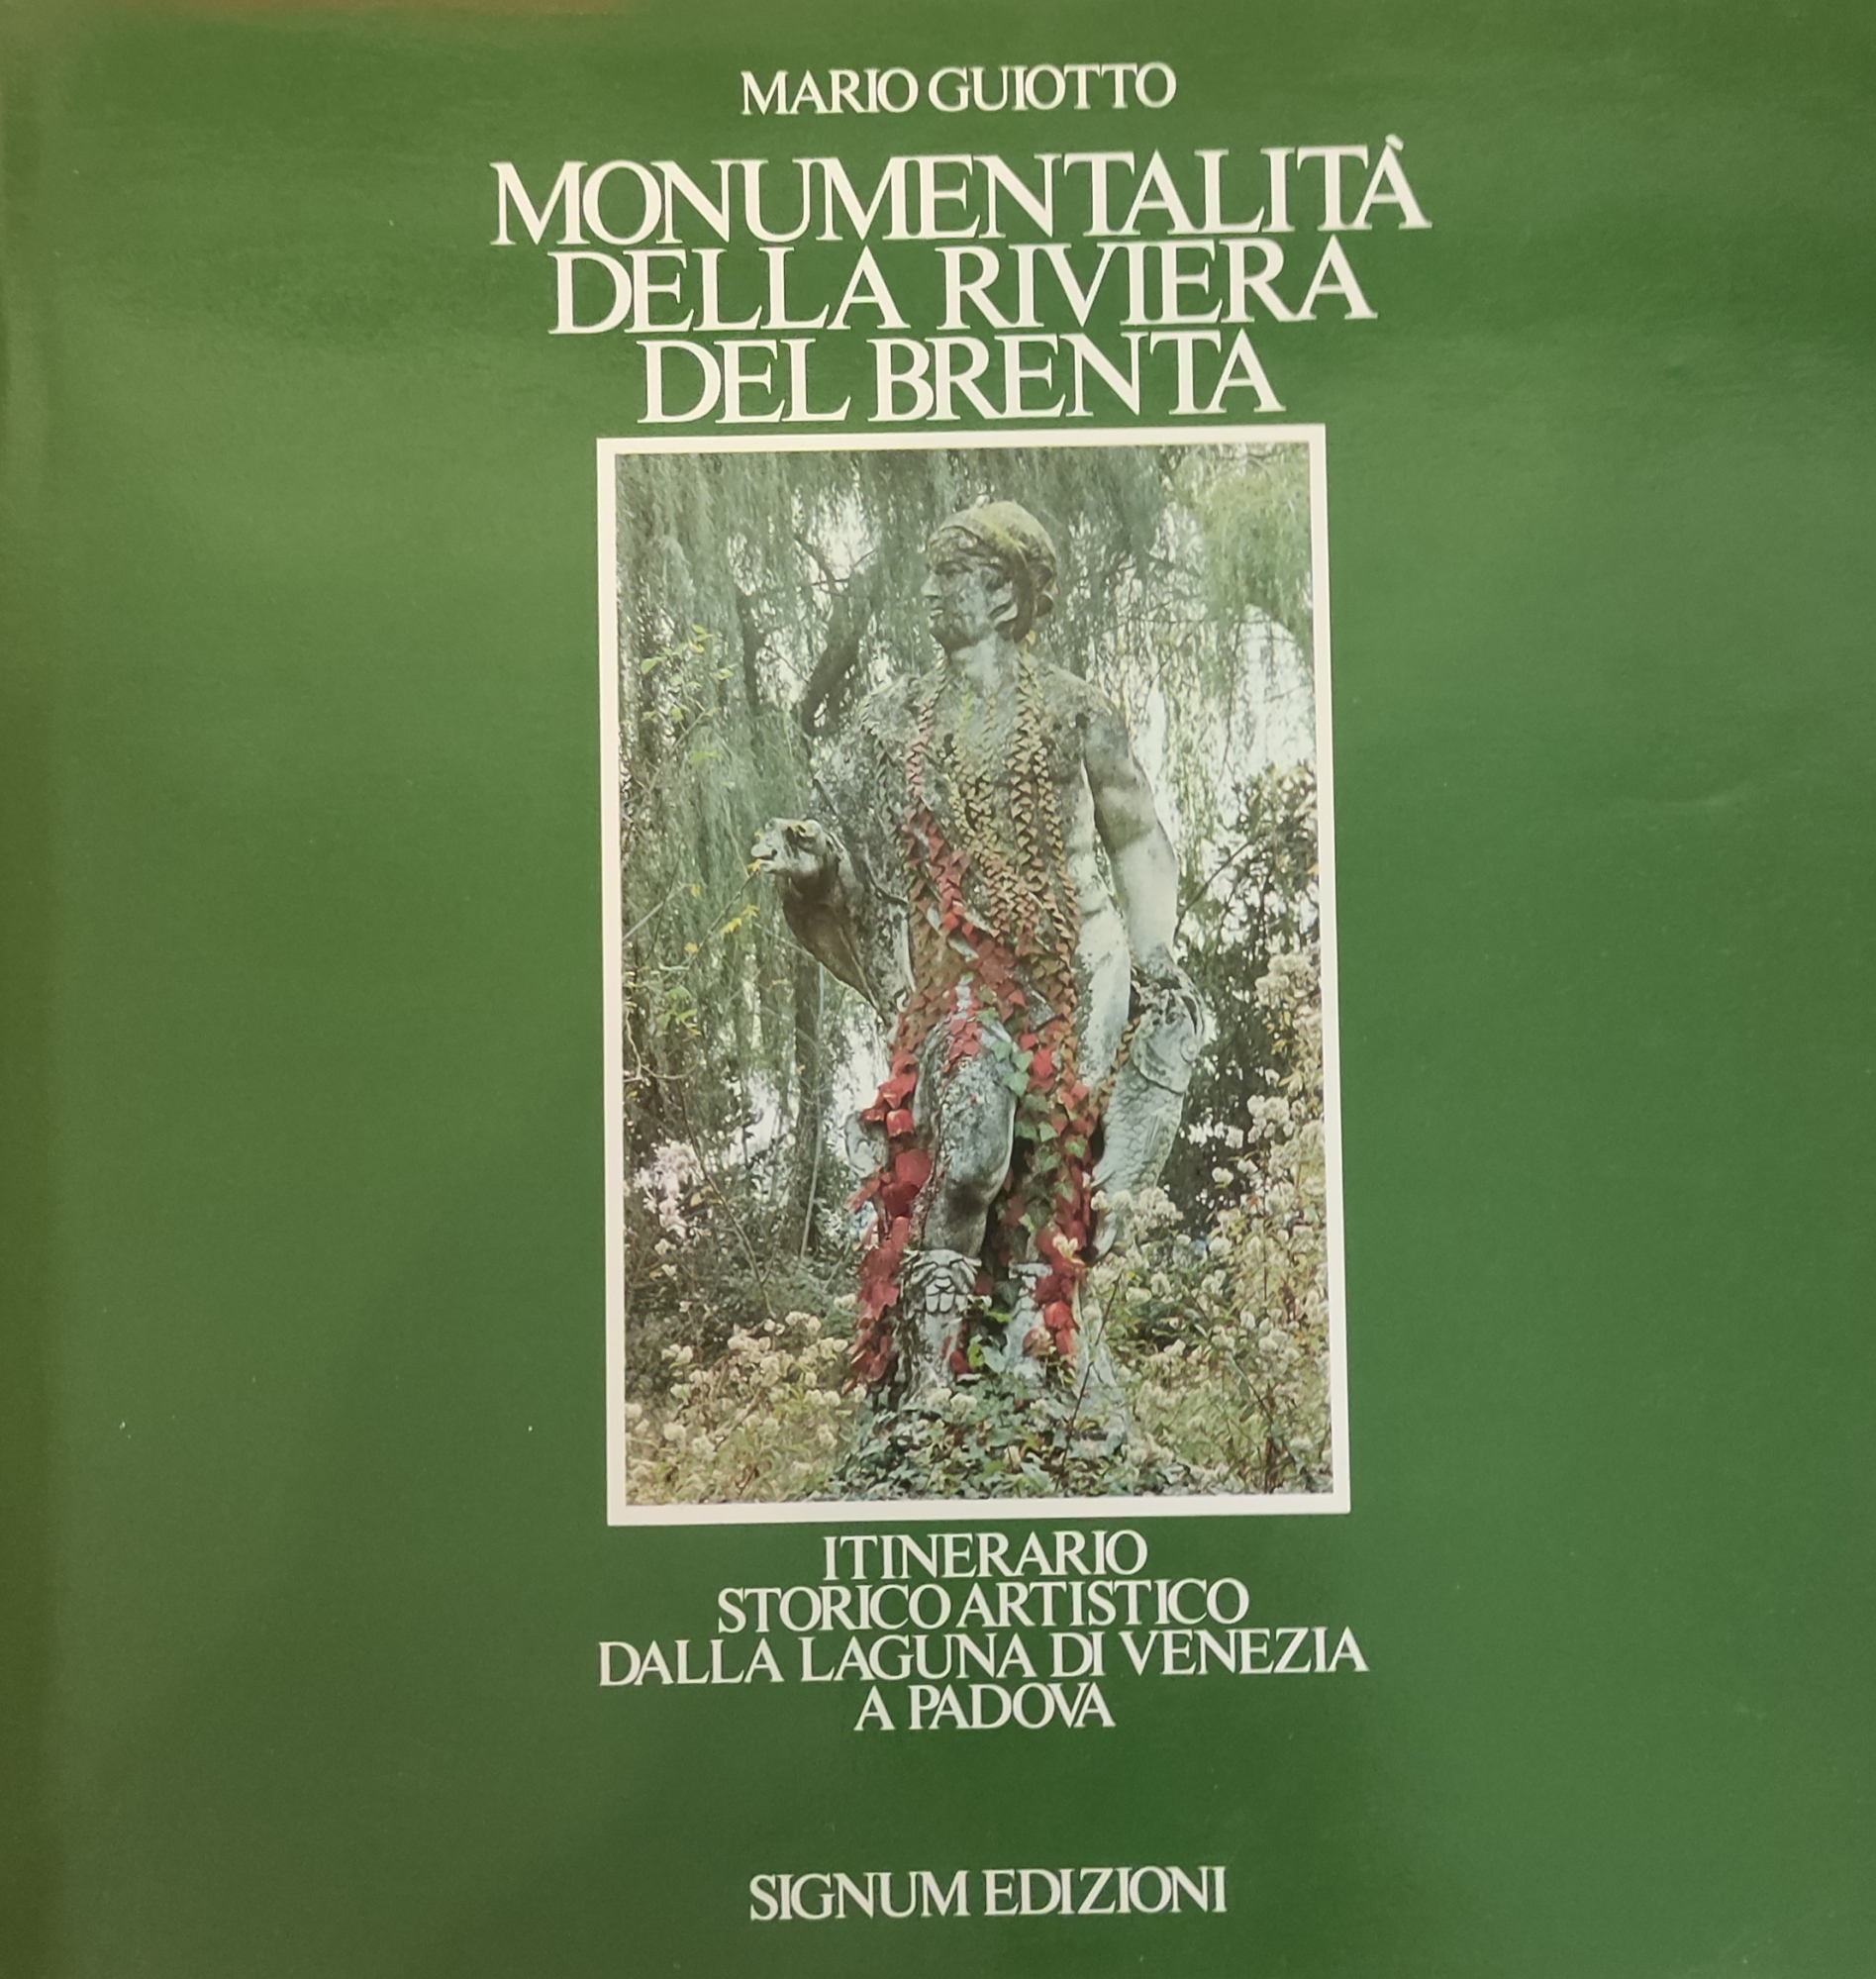 MARIO GUIOTTO
MONUMENTALITÀ
DELLA RIVIERA
DEL BRENTA
ITINERARIO
STORICO ARTISTICO
DALLA LAGUNA DI VENEZIA
A PADOVA
SIGNUM EDIZIONI